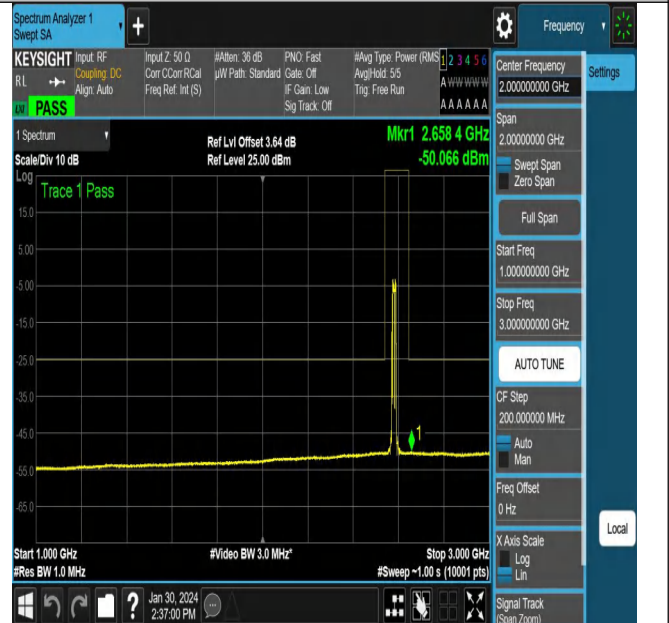 Spectrum Analyzer 1
Swept SA
+
Frequency
KEYSIGHT
RL
LXI
PASS
Input: RF
Coupling: DC
Align: Auto
Input Z: 50 Ω
Corr CCorr RCal
Freq Ref: Int (S)
#Atten: 36 dB
µW Path: Standard
PNO: Fast
Gate: Off
IF Gain: Low
Sig Track: Off
#Avg Type: Power (RMS
Avg|Hold: 5/5
Trig: Free Run
1 2 3 4 5 6
A W W W W W
A A A A A A
1 Spectrum
Scale/Div 10 dB
Ref Lvl Offset 3.64 dB
Ref Level 25.00 dBm
Mkr1 2.658 4 GHz
-50.066 dBm
Log
Trace 1 Pass
15.0
5.00
-5.00
-15.0
-25.0
-35.0
-45.0
-55.0
-65.0
1
Start 1.000 GHz
#Res BW 1.0 MHz
#Video BW 3.0 MHz*
Stop 3.000 GHz
#Sweep ~1.00 s (10001 pts)
Center Frequency
2.000000000 GHz
Settings
Span
2.00000000 GHz
Swept Span
Zero Span
Full Span
Start Freq
1.000000000 GHz
Stop Freq
3.000000000 GHz
AUTO TUNE
CF Step
200.000000 MHz
Auto
Man
Freq Offset
0 Hz
X Axis Scale
Log
Lin
Local
Signal Track
(Span Zoom)
?
Jan 30, 2024
2:37:00 PM